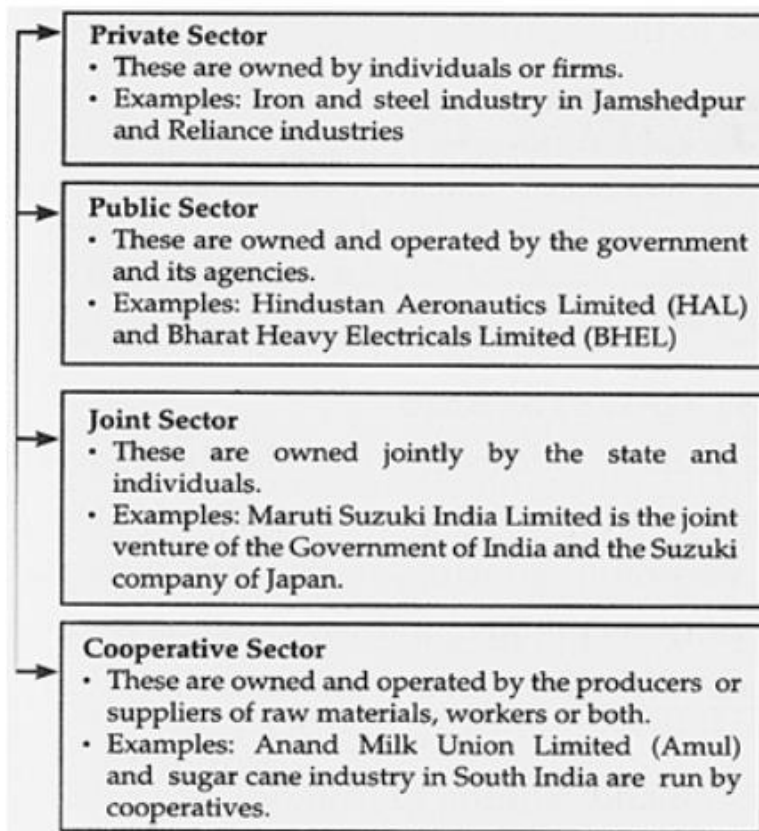 Private Sector
• These are owned by individuals or firms.
• Examples: Iron and steel industry in Jamshedpur
and Reliance industries
Public Sector
• These are owned and operated by the government
and its agencies.
• Examples: Hindustan Aeronautics Limited (HAL)
and Bharat Heavy Electricals Limited (BHEL)
Joint Sector
• These are owned jointly by the state and
individuals.
• Examples: Maruti Suzuki India Limited is the joint
venture of the Government of India and the Suzuki
company of Japan.
Cooperative Sector
• These are owned and operated by the producers or
suppliers of raw materials, workers or both.
• Examples: Anand Milk Union Limited (Amul)
and sugar cane industry in South India are run by
cooperatives.